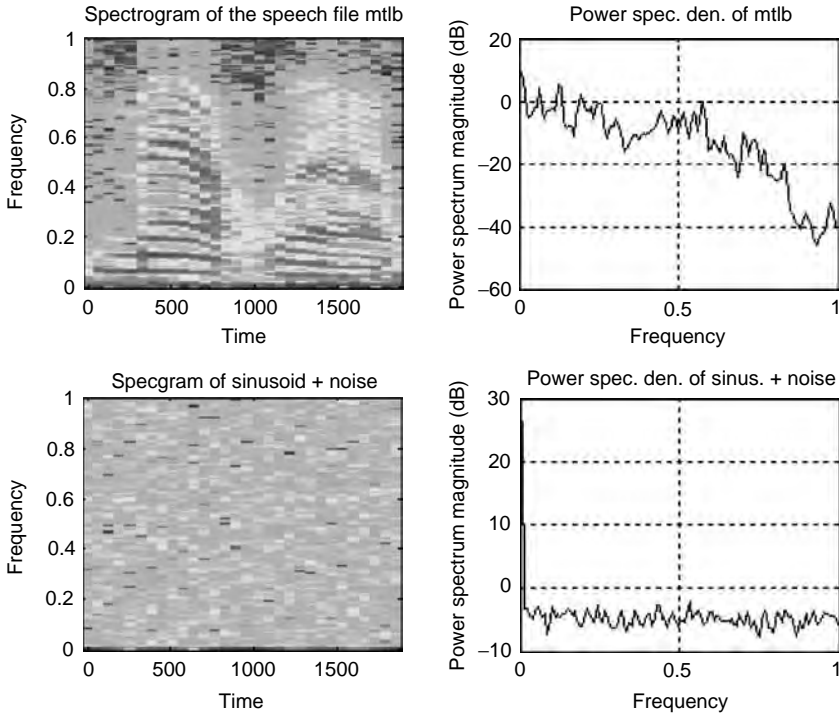 Spectrogram of the speech file mtlb
1
0.8
0.6
0.4
0.2
0
Frequency
0 500 1000 1500
Time
Power spec. den. of mtlb
20
0
−20
−40
−60
Power spectrum magnitude (dB)
0 0.5 1
Frequency
Specgram of sinusoid + noise
1
0.8
0.6
0.4
0.2
0
Frequency
0 500 1000 1500
Time
Power spec. den. of sinus. + noise
30
20
10
0
−10
Power spectrum magnitude (dB)
0 0.5 1
Frequency